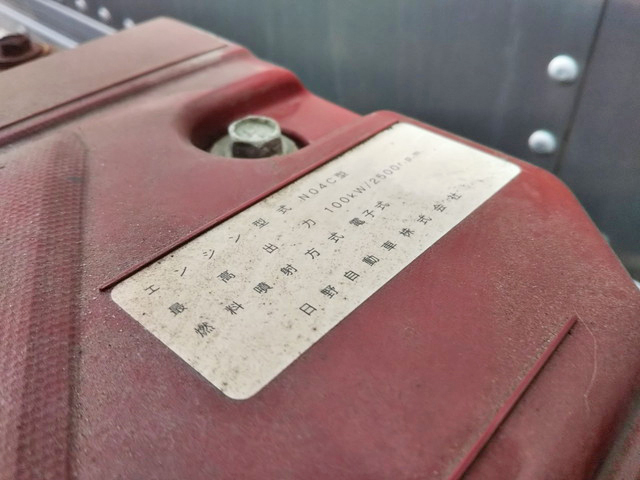 エンジン型式 N04C型
最高出力 100kW/2500rpm
燃料噴射方式 電子式
日野自動車株式会社